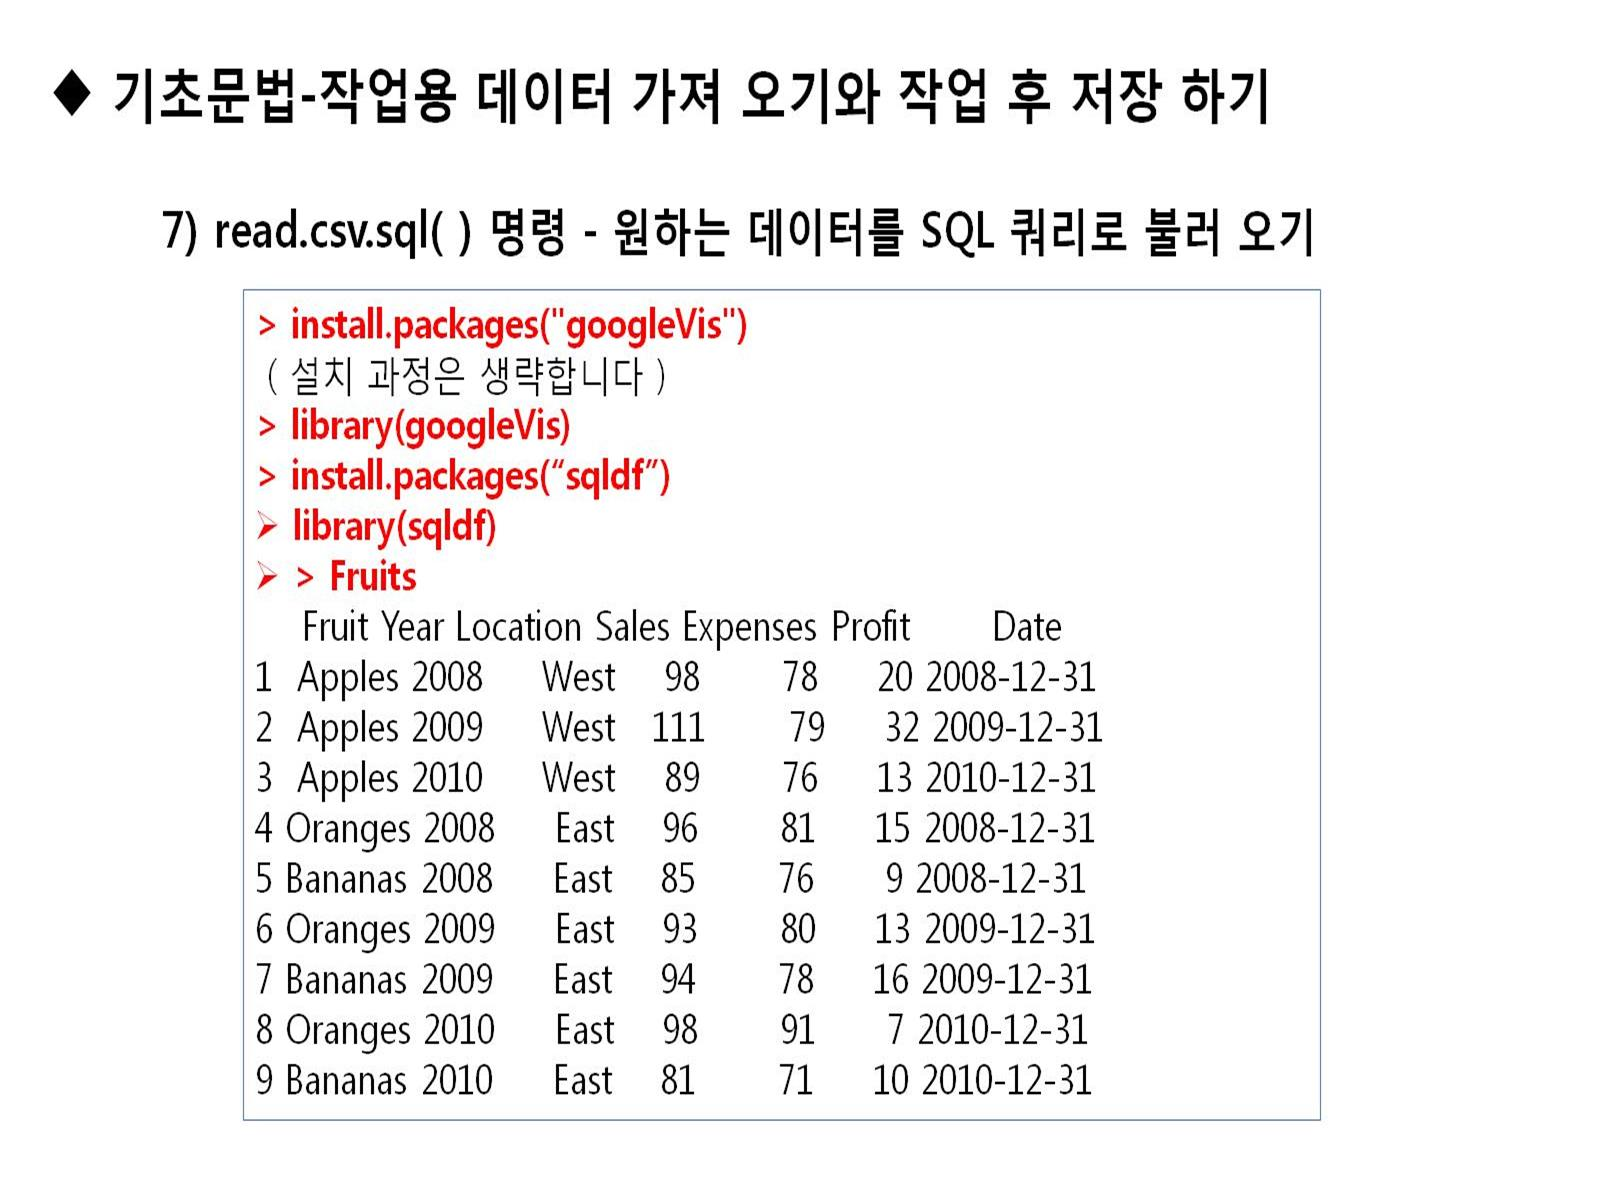 ◆ 기초문법-작업용 데이터 가져 오기와 작업 후 저장 하기
7) read.csv.sql( ) 명령 - 원하는 데이터를 SQL 쿼리로 불러 오기
> install.packages("googleVis")
( 설치 과정은 생략합니다 )
> library(googleVis)
> install.packages(“sqldf”)
➢ library(sqldf)
➢ > Fruits
Fruit Year Location Sales Expenses Profit Date
1 Apples 2008 West 98 78 20 2008-12-31
2 Apples 2009 West 111 79 32 2009-12-31
3 Apples 2010 West 89 76 13 2010-12-31
4 Oranges 2008 East 96 81 15 2008-12-31
5 Bananas 2008 East 85 76 9 2008-12-31
6 Oranges 2009 East 93 80 13 2009-12-31
7 Bananas 2009 East 94 78 16 2009-12-31
8 Oranges 2010 East 98 91 7 2010-12-31
9 Bananas 2010 East 81 71 10 2010-12-31